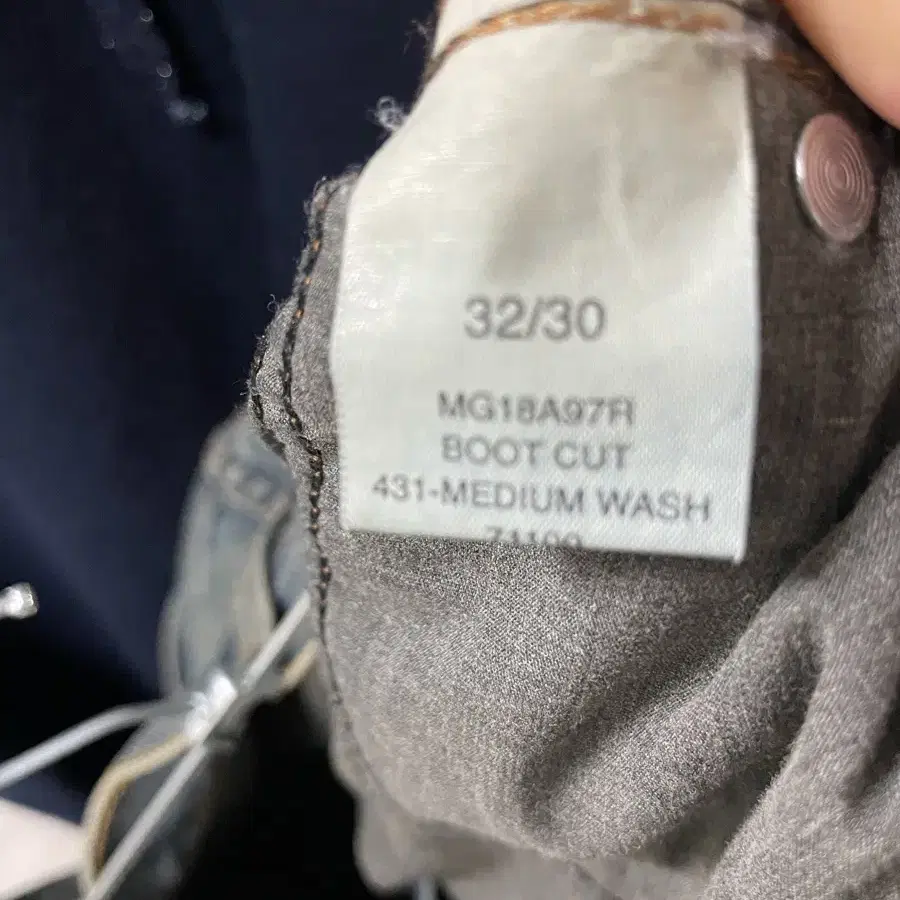 32/30
MG18A97R
BOOT CUT
431-MEDIUM WASH